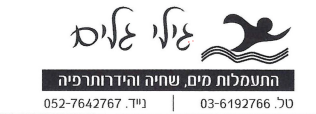 גילי גלים
התעמלות מים, שחיה והידרותרפיה
טל. 03-6192766 | נייד. 052-7642767